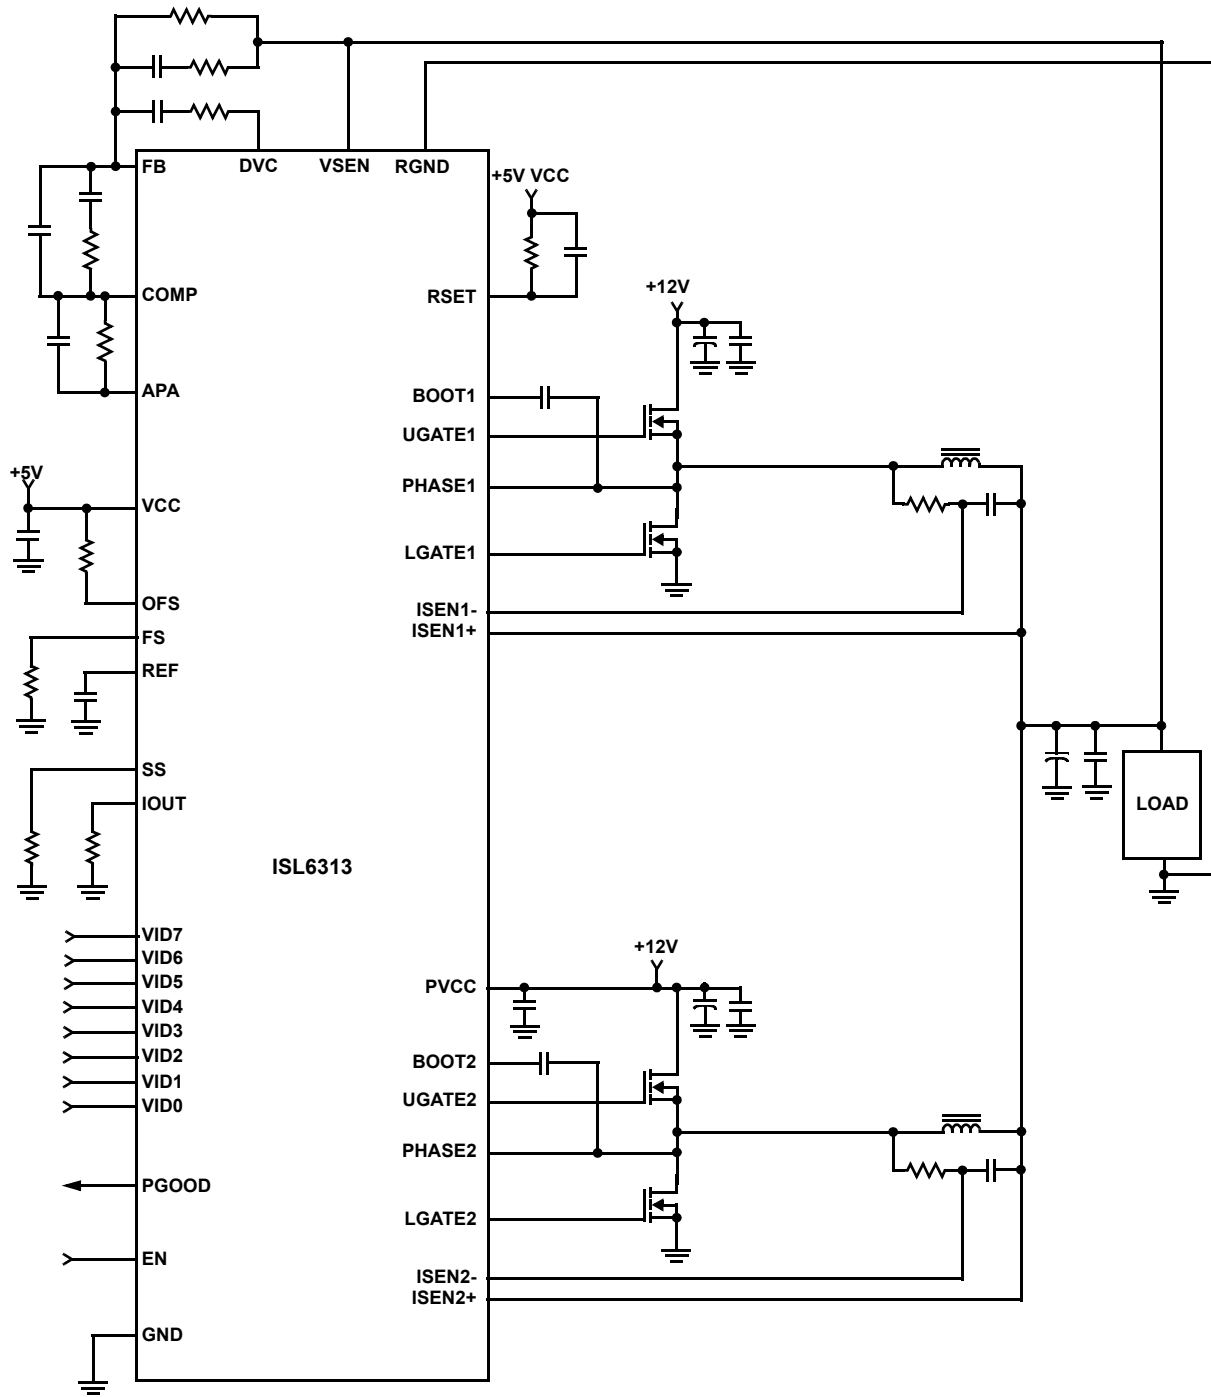 FB
DVC
VSEN
RGND
+5V VCC
COMP
RSET
+12V
APA
BOOT1
UGATE1
+5V
PHASE1
VCC
LGATE1
OFS
ISEN1-
ISEN1+
FS
REF
SS
IOUT
LOAD
ISL6313
VID7
VID6
VID5
VID4
VID3
VID2
VID1
VID0
+12V
PVCC
BOOT2
UGATE2
PHASE2
PGOOD
LGATE2
EN
ISEN2-
ISEN2+
GND